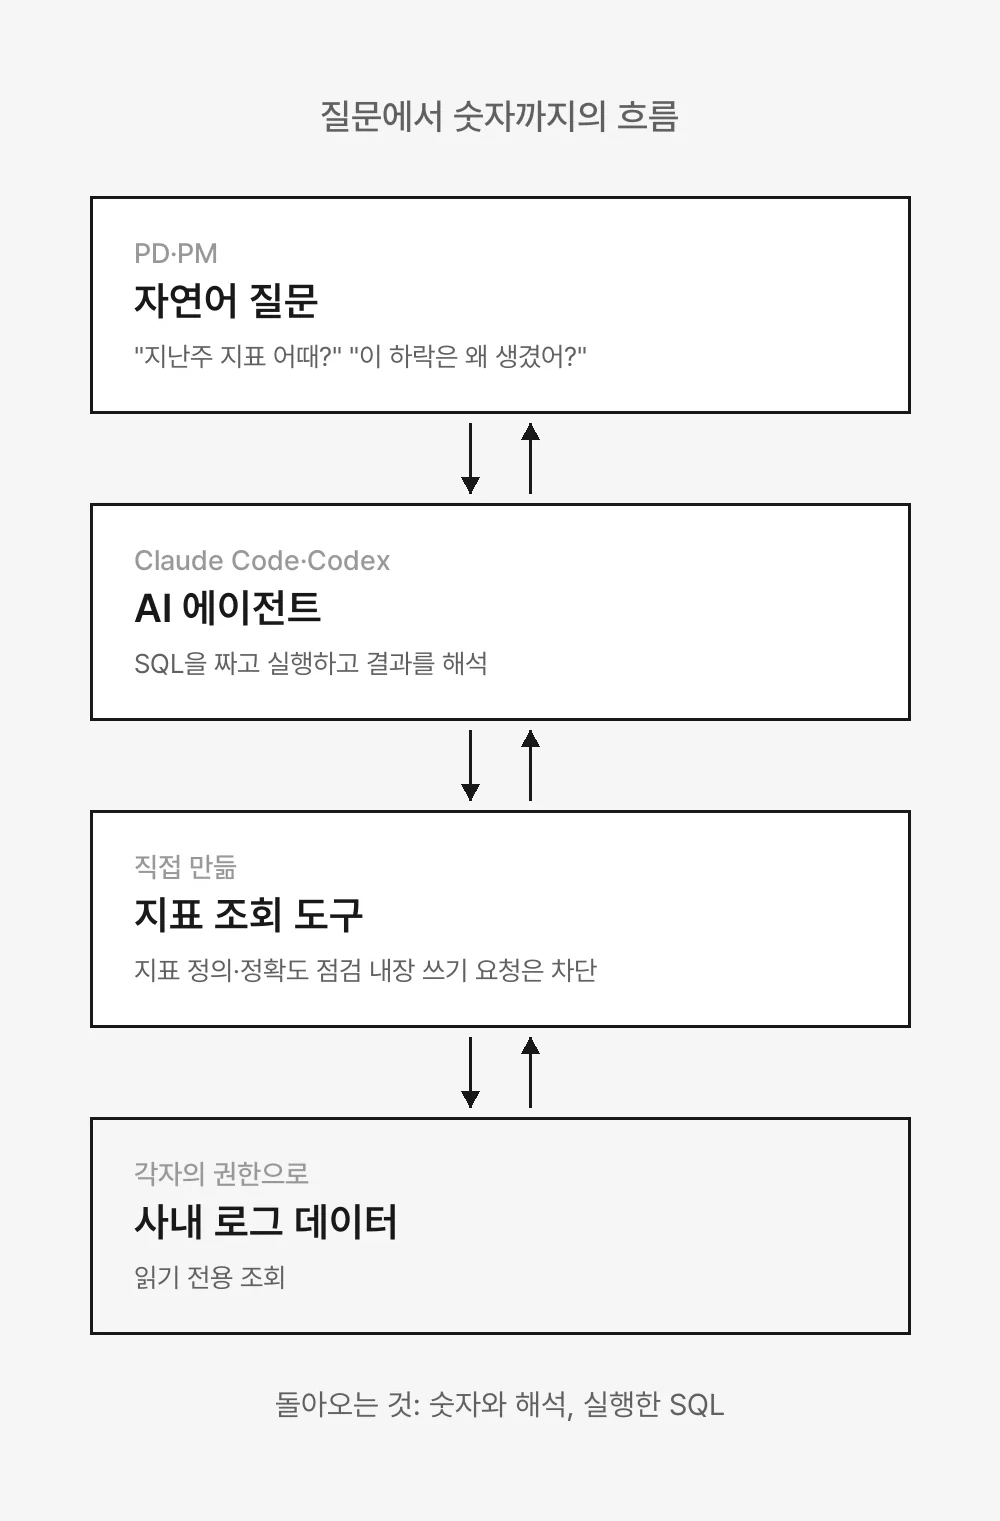 질문에서 숫자까지의 흐름
PD·PM
자연어 질문
"지난주 지표 어때?" "이 하락은 왜 생겼어?"
Claude Code·Codex
AI 에이전트
SQL을 짜고 실행하고 결과를 해석
직접 만듦
지표 조회 도구
지표 정의·정확도 점검 내장 쓰기 요청은 차단
각자의 권한으로
사내 로그 데이터
읽기 전용 조회
돌아오는 것: 숫자와 해석, 실행한 SQL